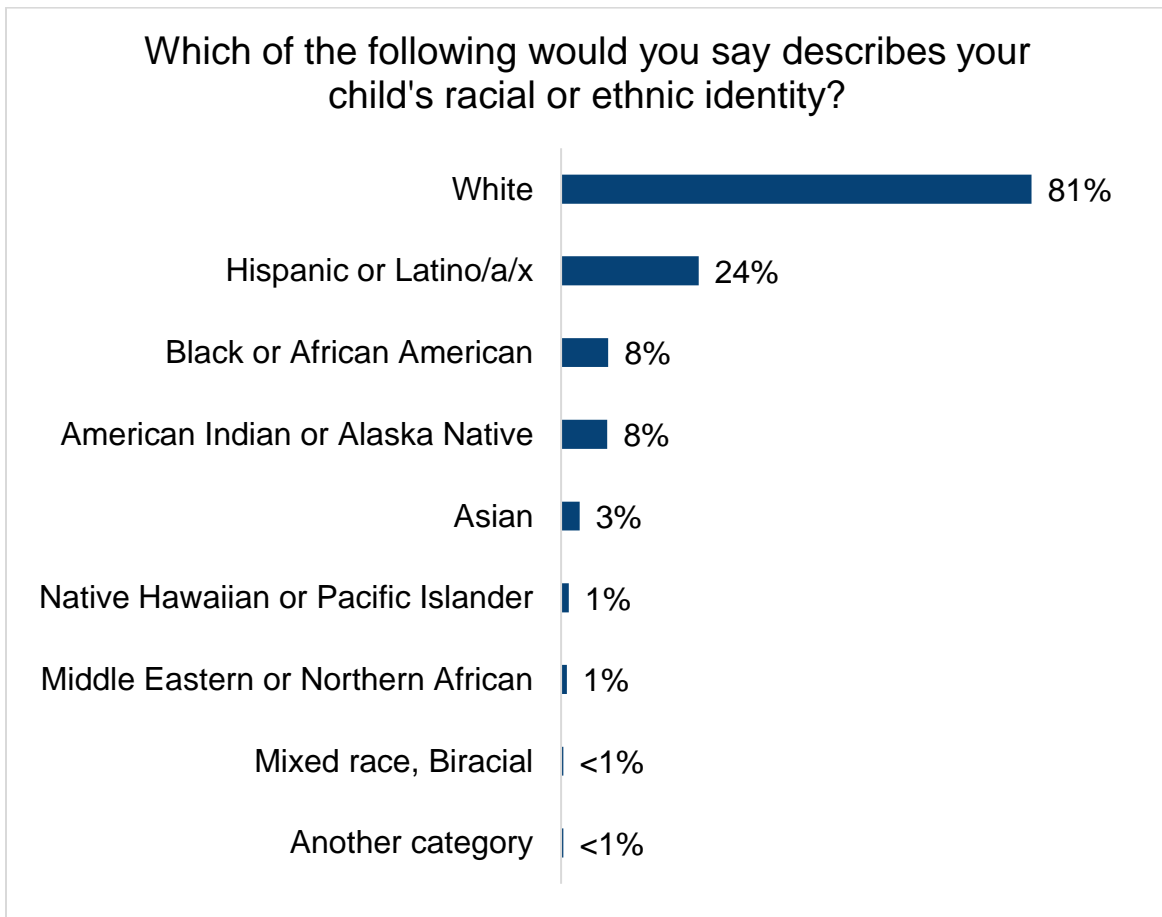 Which of the following would you say describes your
child's racial or ethnic identity?
White 81%
Hispanic or Latino/a/x 24%
Black or African American 8%
American Indian or Alaska Native 8%
Asian 3%
Native Hawaiian or Pacific Islander 1%
Middle Eastern or Northern African 1%
Mixed race, Biracial <1%
Another category <1%